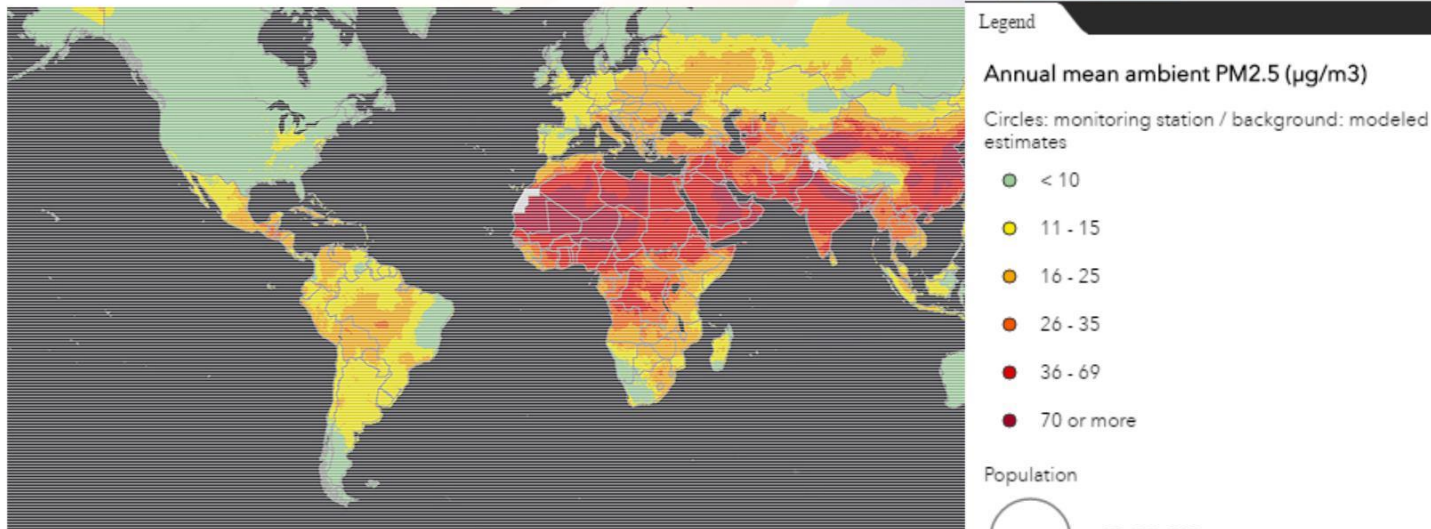 Legend
Annual mean ambient PM2.5 (µg/m3)
Circles: monitoring station / background: modeled
estimates
< 10
11 - 15
16 - 25
26 - 35
36 - 69
70 or more
Population